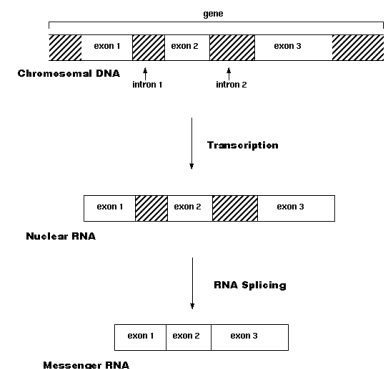 gene
exon 1 exon 2 exon 3
Chromosomal DNA
intron 1 intron 2
Transcription
exon 1 exon 2 exon 3
Nuclear RNA
RNA Splicing
exon 1 exon 2 exon 3
Messenger RNA